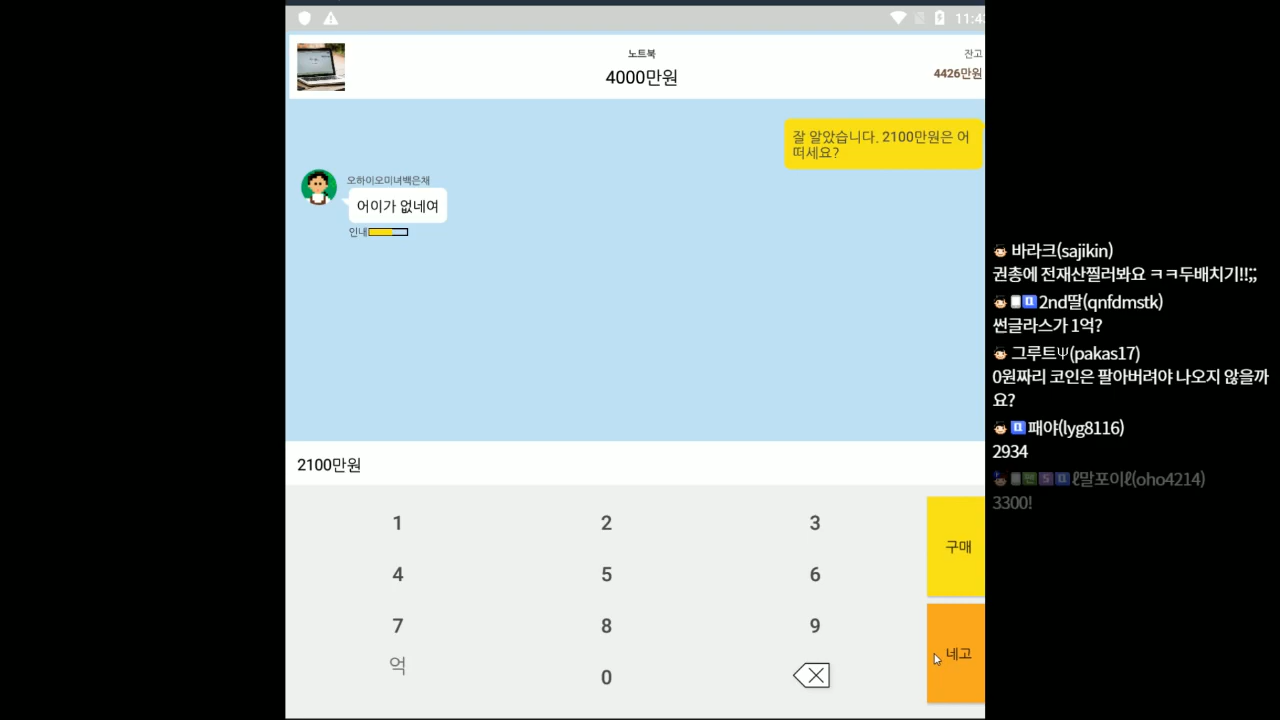 11:4
노트북
4000만원
잔고
4426만원
잘 알았습니다. 2100만원은 어
떠세요?
오하이오미녀백은채
어이가 없네여
인내
2100만원
1
2
3
구매
4
5
6
7
8
9
억
0
네고
바라크(sajikin)
권총에 전재산찔러봐요 ㅋㅋ두배치기!!;;
2nd딸(qnfdmstk)
썬글라스가 1억?
그루트Ψ(pakas17)
0원짜리 코인은 팔아버려야 나오지 않을까
요?
패야(lyg8116)
2934
ℓ말포이ℓ(oho4214)
3300!